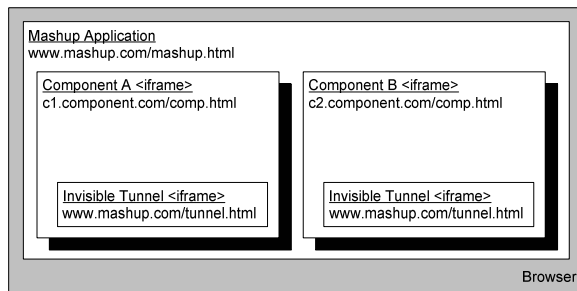 Mashup Application
www.mashup.com/mashup.html
Component A <iframe>
c1.component.com/comp.html
Invisible Tunnel <iframe>
www.mashup.com/tunnel.html
Component B <iframe>
c2.component.com/comp.html
Invisible Tunnel <iframe>
www.mashup.com/tunnel.html
Browser